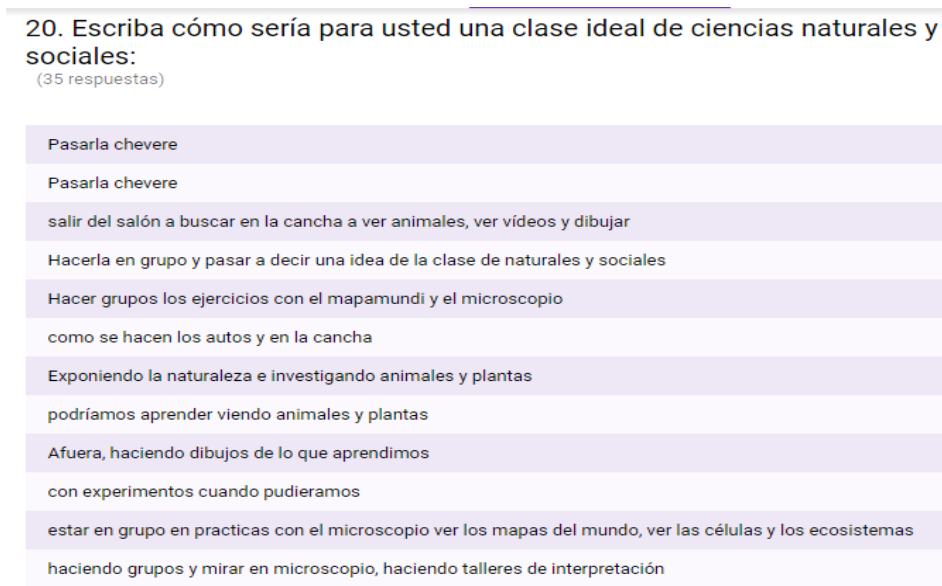 20. Escriba cómo sería para usted una clase ideal de ciencias naturales y
sociales:
(35 respuestas)
Pasarla chevere
Pasarla chevere
salir del salón a buscar en la cancha a ver animales, ver vídeos y dibujar
Hacerla en grupo y pasar a decir una idea de la clase de naturales y sociales
Hacer grupos los ejercicios con el mapamundi y el microscopio
como se hacen los autos y en la cancha
Exponiendo la naturaleza e investigando animales y plantas
podríamos aprender viendo animales y plantas
Afuera, haciendo dibujos de lo que aprendimos
con experimentos cuando pudieramos
estar en grupo en practicas con el microscopio ver los mapas del mundo, ver las células y los ecosistemas
haciendo grupos y mirar en microscopio, haciendo talleres de interpretación